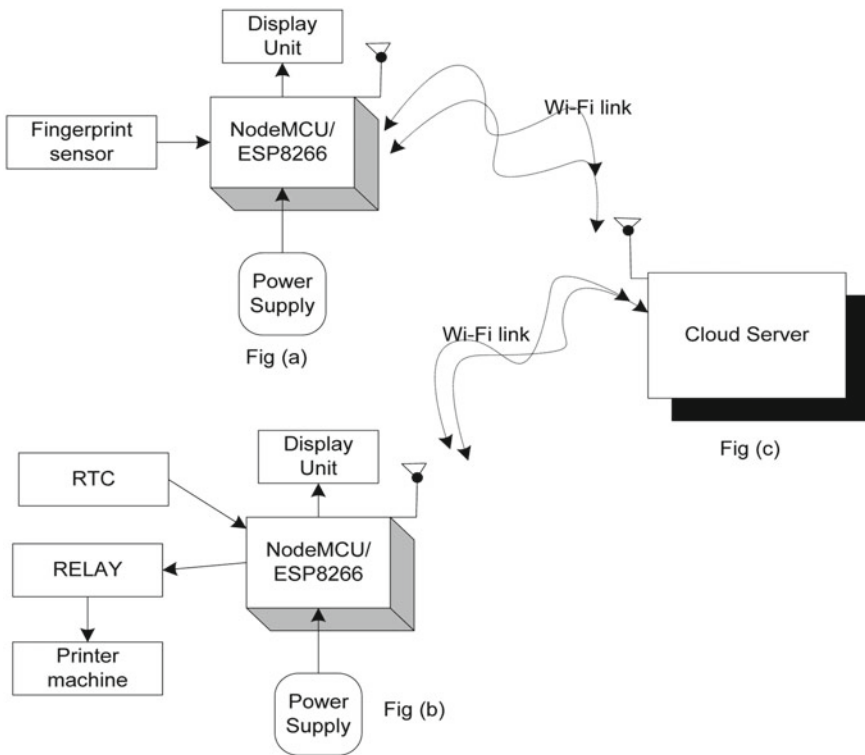 Display
Unit
Fingerprint
sensor
NodeMCU/
ESP8266
Wi-Fi link
Power
Supply
Fig (a)
Cloud Server
Fig (c)
Wi-Fi link
Display
Unit
RTC
NodeMCU/
ESP8266
RELAY
Printer
machine
Power
Supply
Fig (b)